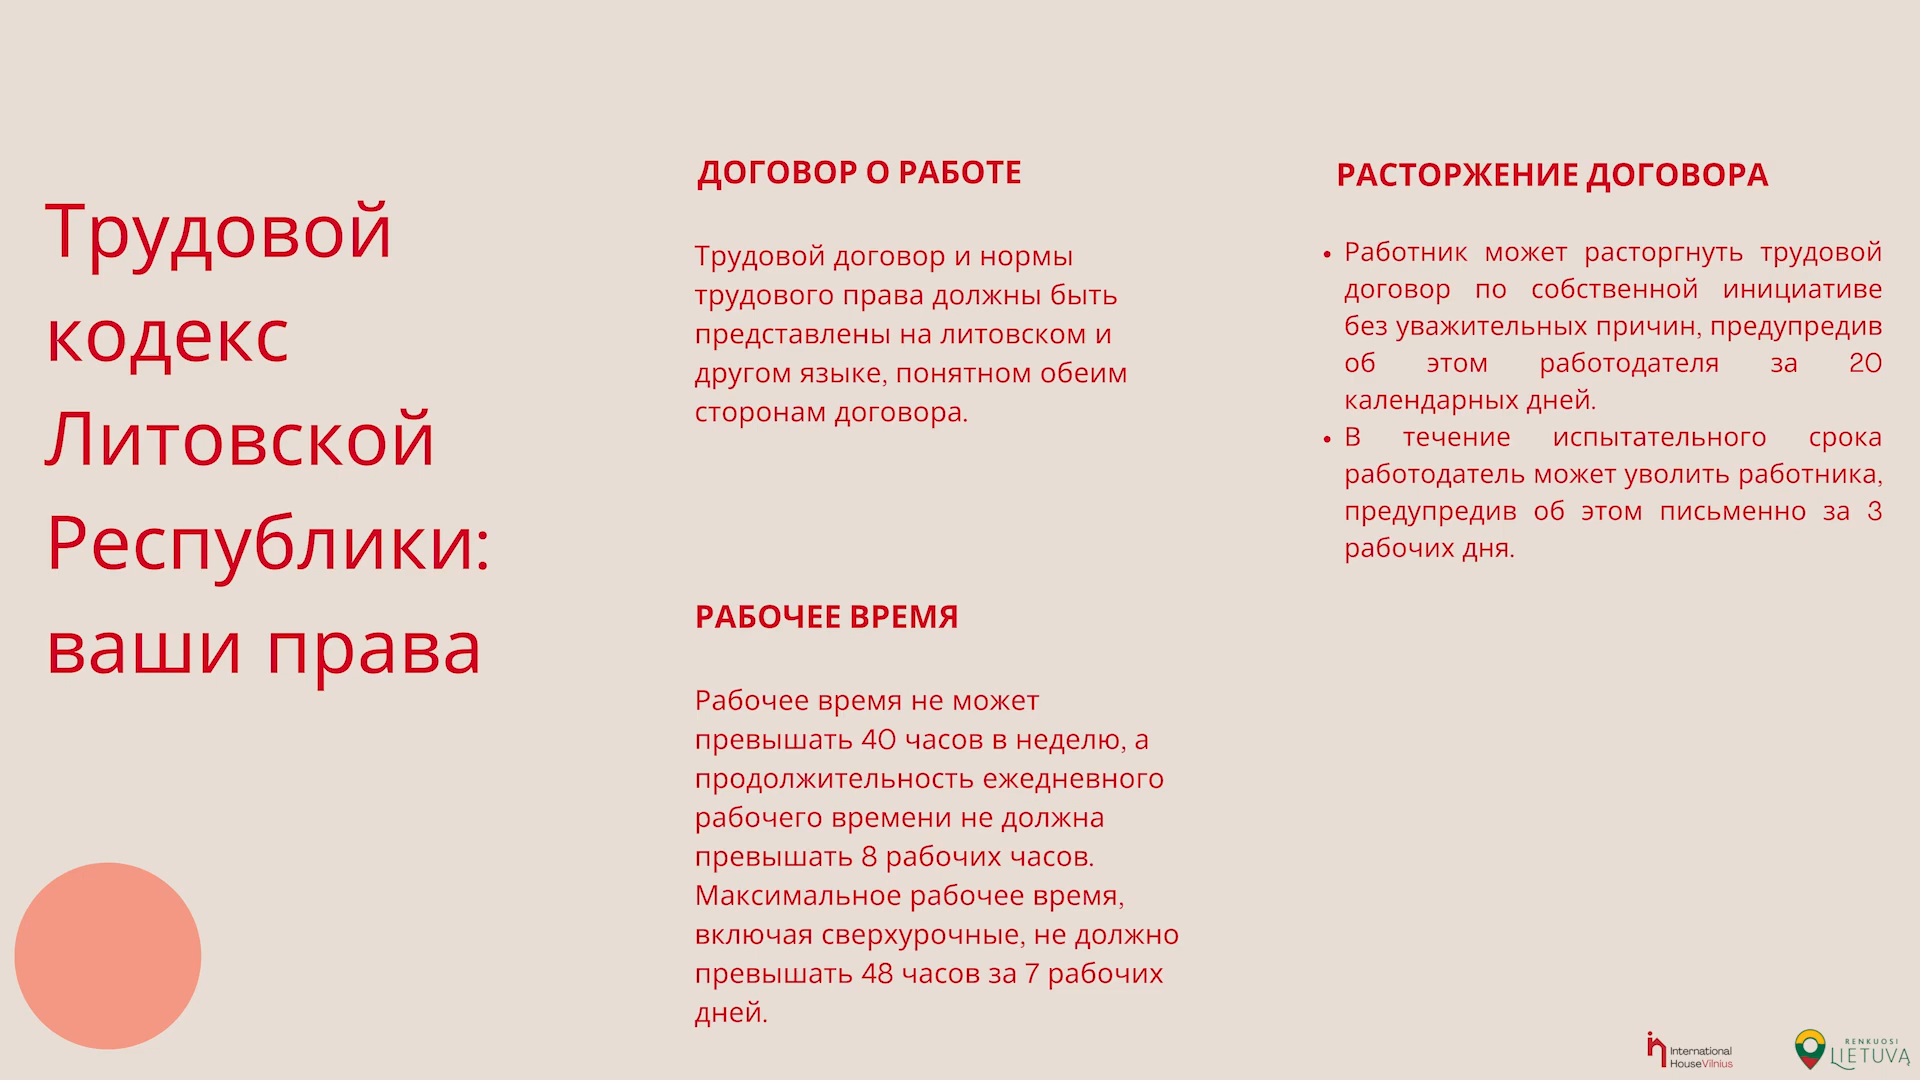 Трудовой
кодекс
Литовской
Республики:
ваши права
ДОГОВОР О РАБОТЕ
Трудовой договор и нормы
трудового права должны быть
представлены на литовском и
другом языке, понятном обеим
сторонам договора.
РАБОЧЕЕ ВРЕМЯ
Рабочее время не может
превышать 40 часов в неделю, а
продолжительность ежедневного
рабочего времени не должна
превышать 8 рабочих часов.
Максимальное рабочее время,
включая сверхурочные, не должно
превышать 48 часов за 7 рабочих
дней.
РАСТОРЖЕНИЕ ДОГОВОРА
• Работник может расторгнуть трудовой
договор по собственной инициативе
без уважительных причин, предупредив
об этом работодателя за 20
календарных дней.
• В течение испытательного срока
работодатель может уволить работника,
предупредив об этом письменно за 3
рабочих дня.
International
HouseVilnius
RENKUOSI
LIETUVĄ